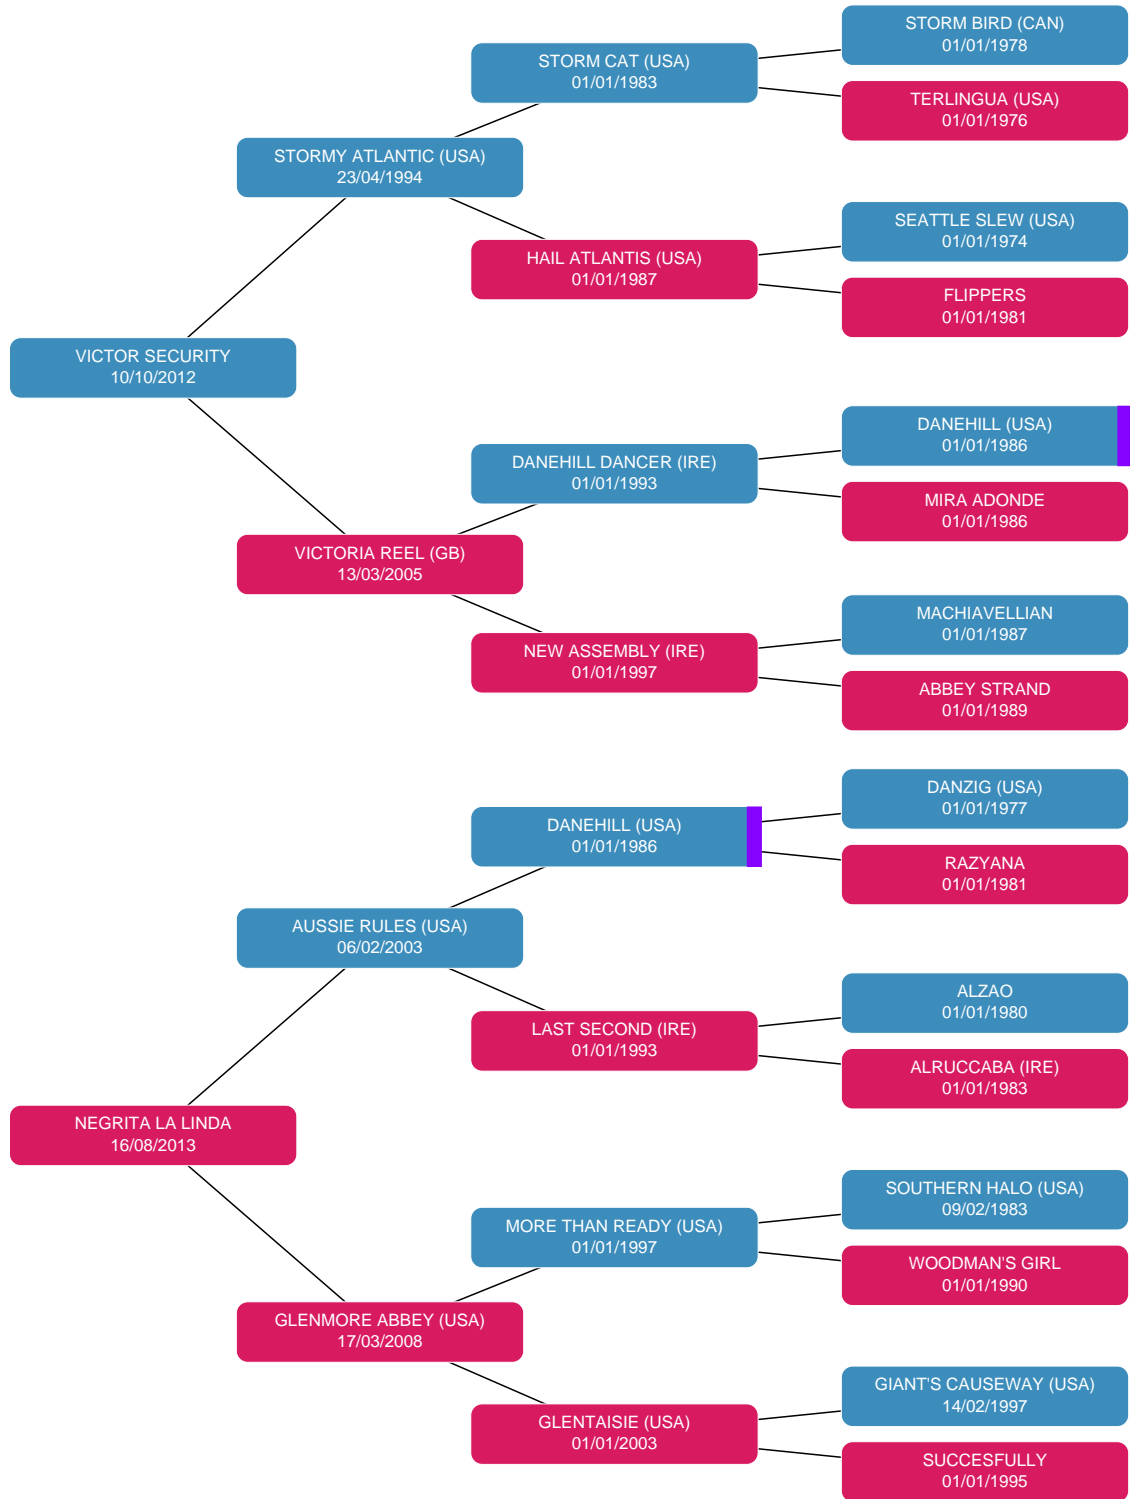 STORM BIRD (CAN)
01/01/1978
STORM CAT (USA)
01/01/1983
TERLINGUA (USA)
01/01/1976
STORMY ATLANTIC (USA)
23/04/1994
SEATTLE SLEW (USA)
01/01/1974
HAIL ATLANTIS (USA)
01/01/1987
FLIPPERS
01/01/1981
VICTOR SECURITY
10/10/2012
DANEHILL (USA)
01/01/1986
DANEHILL DANCER (IRE)
01/01/1993
MIRA ADONDE
01/01/1986
VICTORIA REEL (GB)
13/03/2005
MACHIAVELLIAN
01/01/1987
NEW ASSEMBLY (IRE)
01/01/1997
ABBEY STRAND
01/01/1989
DANZIG (USA)
01/01/1977
DANEHILL (USA)
01/01/1986
RAZYANA
01/01/1981
AUSSIE RULES (USA)
06/02/2003
ALZAO
01/01/1980
LAST SECOND (IRE)
01/01/1993
ALRUCCABA (IRE)
01/01/1983
NEGRITA LA LINDA
16/08/2013
SOUTHERN HALO (USA)
09/02/1983
MORE THAN READY (USA)
01/01/1997
WOODMAN'S GIRL
01/01/1990
GLENMORE ABBEY (USA)
17/03/2008
GIANT'S CAUSEWAY (USA)
14/02/1997
GLENTAISIE (USA)
01/01/2003
SUCCESFULLY
01/01/1995